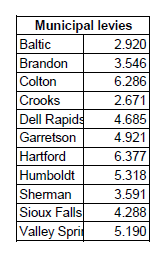 Municipal levies
Baltic 2.920
Brandon 3.546
Colton 6.286
Crooks 2.671
Dell Rapids 4.685
Garretson 4.921
Hartford 6.377
Humboldt 5.318
Sherman 3.591
Sioux Falls 4.288
Valley Sprin 5.190